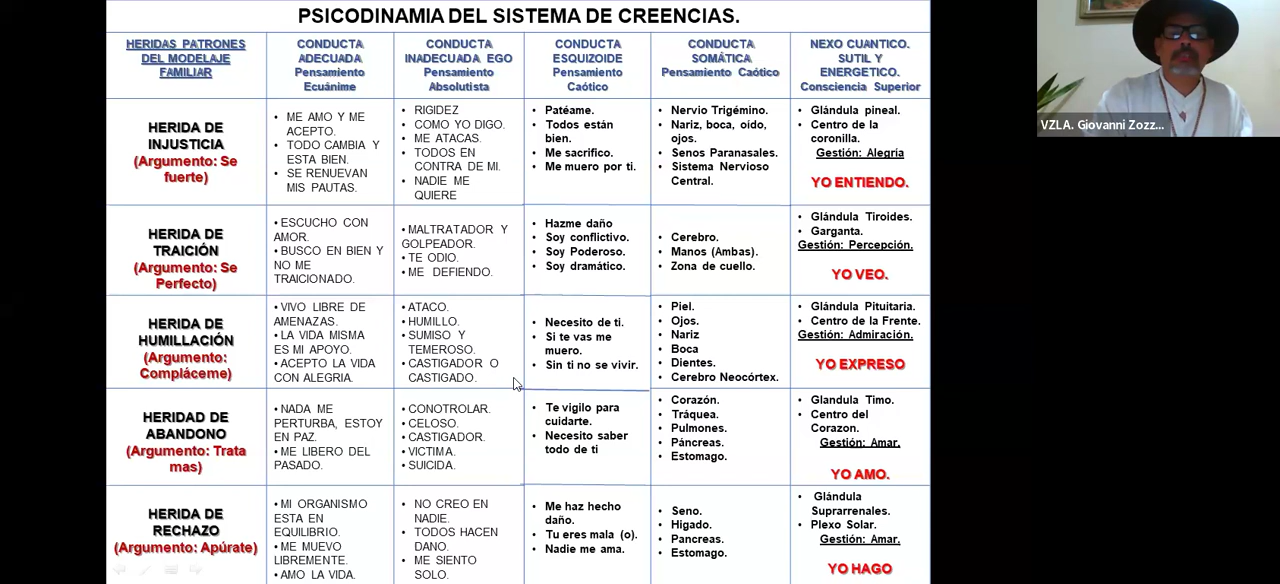 PSICODINAMIA DEL SISTEMA DE CREENCIAS.
HERIDAS PATRONES
DEL MODELAJE
FAMILIAR
CONDUCTA
ADECUADA
Pensamiento
Ecuánime
CONDUCTA
INADECUADA EGO
Pensamiento
Absolutista
CONDUCTA
ESQUIZOIDE
Pensamiento
Caótico
CONDUCTA
SOMÁTICA
Pensamiento Caótico
NEXO CUANTICO.
SUTIL Y
ENERGETICO.
Consciencia Superior
HERIDA DE
INJUSTICIA
(Argumento: Se
fuerte)
• ME AMO Y ME
ACEPTO.
• TODO CAMBIA Y
ESTA BIEN.
• SE RENUEVAN
MIS PAUTAS.
• RIGIDEZ
• COMO YO DIGO.
• ME ATACAS.
• TODOS EN
CONTRA DE MI.
• NADIE ME
QUIERE
• Patéame.
• Todos están
bien.
• Me sacrifico.
• Me muero por ti.
• Nervio Trigémino.
• Nariz, boca, oído,
ojos.
• Senos Paranasales.
• Sistema Nervioso
Central.
• Glándula pineal.
• Centro de la
coronilla.
Gestión: Alegría
YO ENTIENDO.
HERIDA DE
TRAICIÓN
(Argumento: Se
Perfecto)
• ESCUCHO CON
AMOR.
• BUSCO EN BIEN Y
NO ME
TRAICIONADO.
• MALTRATADOR Y
GOLPEADOR.
• TE ODIO.
• ME DEFIENDO.
• Hazme daño
• Soy conflictivo.
• Soy Poderoso.
• Soy dramático.
• Cerebro.
• Manos (Ambas).
• Zona de cuello.
• Glándula Tiroides.
• Garganta.
Gestión: Percepción.
YO VEO.
HERIDA DE
HUMILLACIÓN
(Argumento:
Compláceme)
• VIVO LIBRE DE
AMENAZAS.
• LA VIDA MISMA
ES MI APOYO.
• ACEPTO LA VIDA
CON ALEGRIA.
• ATACO.
• HUMILLO.
• SUMISO Y
TEMEROSO.
• CASTIGADOR O
CASTIGADO.
• Necesito de ti.
• Si te vas me
muero.
• Sin ti no se vivir.
• Piel.
• Ojos.
• Nariz
• Boca
• Dientes.
• Cerebro Neocórtex.
• Glándula Pituitaria.
• Centro de la Frente.
Gestión: Admiración.
YO EXPRESO
HERIDAD DE
ABANDONO
(Argumento: Trata
mas)
• NADA ME
PERTURBA, ESTOY
EN PAZ.
• ME LIBERO DEL
PASADO.
• CONOTROLAR.
• CELOSO.
• CASTIGADOR.
• VICTIMA.
• SUICIDA.
• Te vigilo para
cuidarte.
• Necesito saber
todo de ti
• Corazón.
• Tráquea.
• Pulmones.
• Páncreas.
• Estomago.
• Glandula Timo.
• Centro del
Corazon.
Gestión: Amar.
YO AMO.
HERIDA DE
RECHAZO
(Argumento: Apúrate)
• MI ORGANISMO
ESTA EN
EQUILIBRIO.
• ME MUEVO
LIBREMENTE.
• AMO LA VIDA.
• NO CREO EN
NADIE.
• TODOS HACEN
DANO.
• ME SIENTO
SOLO.
• Me haz hecho
daño.
• Tu eres mala (o).
• Nadie me ama.
• Seno.
• Higado.
• Pancreas.
• Estomago.
• Glándula
Suprarrenales.
• Plexo Solar.
Gestión: Amar.
YO HAGO
VZLA. Giovanni Zozz...